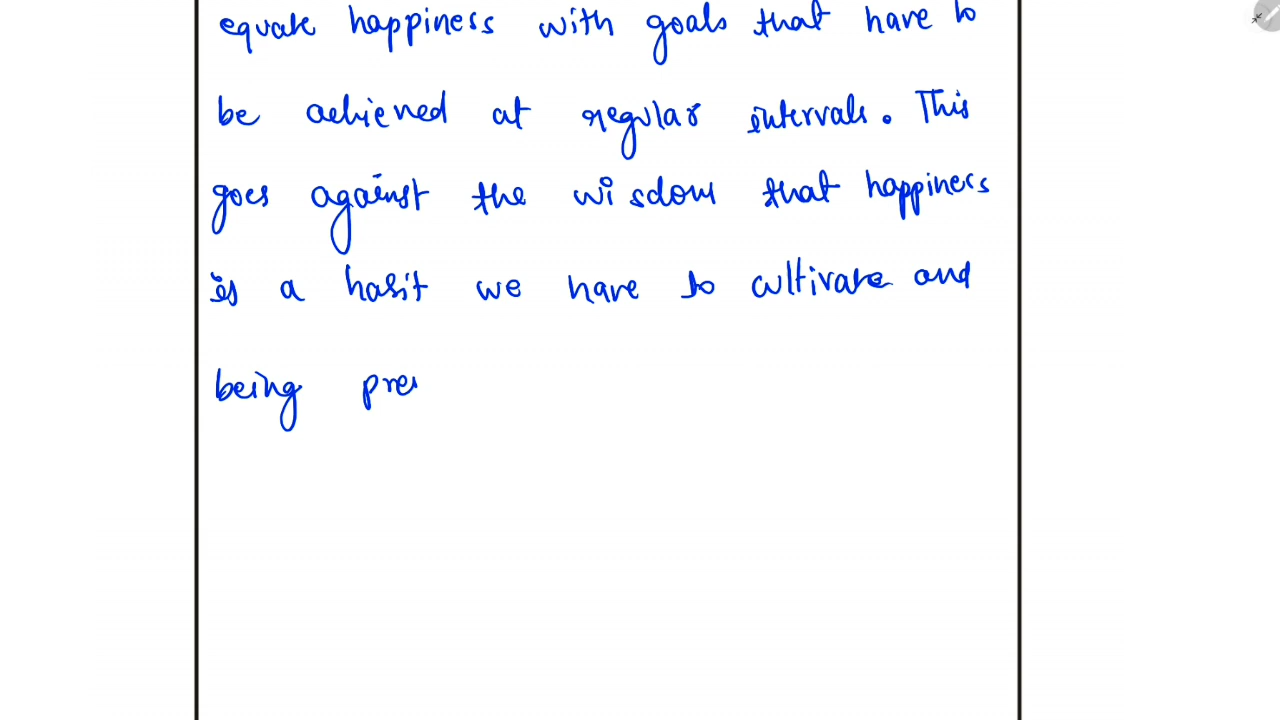 equate happiness with goals that have to
be achieved at regular intervals. This
goes against the wisdom that happiness
is a habit we have to cultivate and
being pres